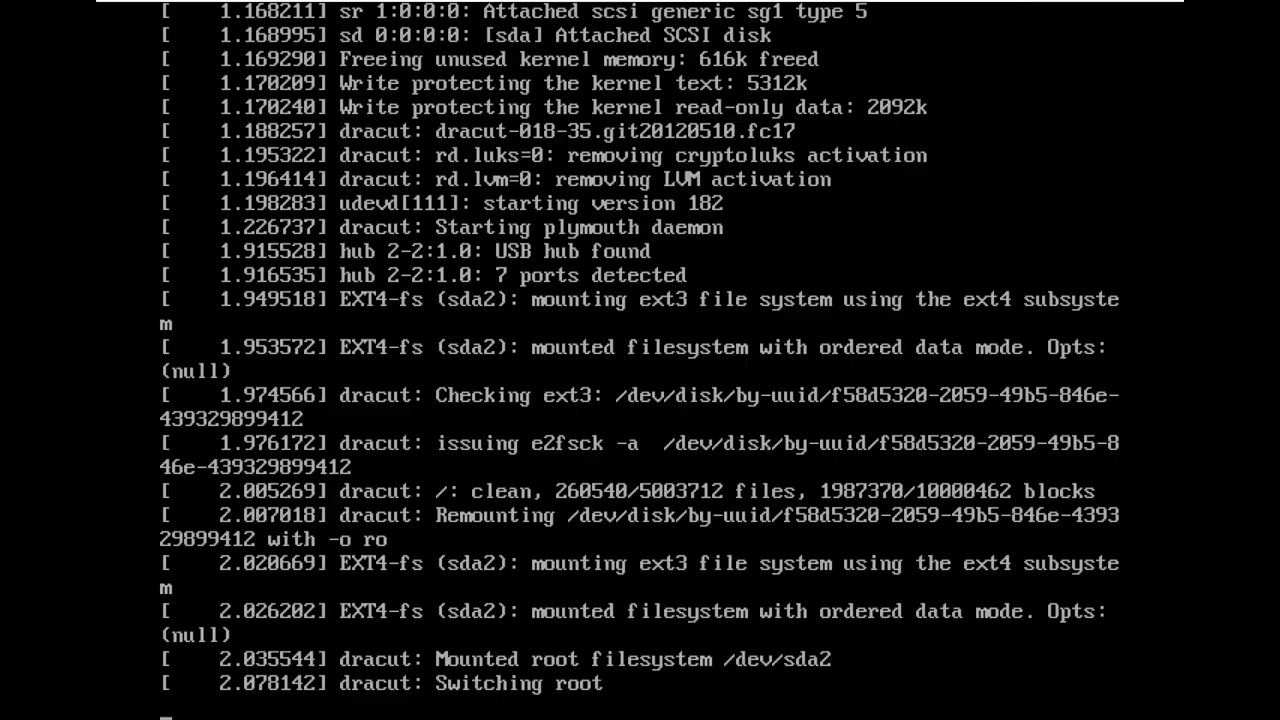 [    1.168211] sr 1:0:0:0: Attached scsi generic sg1 type 5
[    1.168995] sd 0:0:0:0: [sda] Attached SCSI disk
[    1.169290] Freeing unused kernel memory: 616k freed
[    1.170209] Write protecting the kernel text: 5312k
[    1.170240] Write protecting the kernel read-only data: 2092k
[    1.188257] dracut: dracut-018-35.git20120510.fc17
[    1.195322] dracut: rd.luks=0: removing cryptoluks activation
[    1.196414] dracut: rd.lvm=0: removing LVM activation
[    1.198283] udevd[111]: starting version 182
[    1.226737] dracut: Starting plymouth daemon
[    1.915528] hub 2-2:1.0: USB hub found
[    1.916535] hub 2-2:1.0: 7 ports detected
[    1.949518] EXT4-fs (sda2): mounting ext3 file system using the ext4 subsyste
m
[    1.953572] EXT4-fs (sda2): mounted filesystem with ordered data mode. Opts:
(null)
[    1.974566] dracut: Checking ext3: /dev/disk/by-uuid/f58d5320-2059-49b5-846e-
439329899412
[    1.976172] dracut: issuing e2fsck -a  /dev/disk/by-uuid/f58d5320-2059-49b5-8
46e-439329899412
[    2.005269] dracut: /: clean, 260540/5003712 files, 1987370/10000462 blocks
[    2.007018] dracut: Remounting /dev/disk/by-uuid/f58d5320-2059-49b5-846e-4393
29899412 with -o ro
[    2.020669] EXT4-fs (sda2): mounting ext3 file system using the ext4 subsyste
m
[    2.026202] EXT4-fs (sda2): mounted filesystem with ordered data mode. Opts:
(null)
[    2.035544] dracut: Mounted root filesystem /dev/sda2
[    2.078142] dracut: Switching root